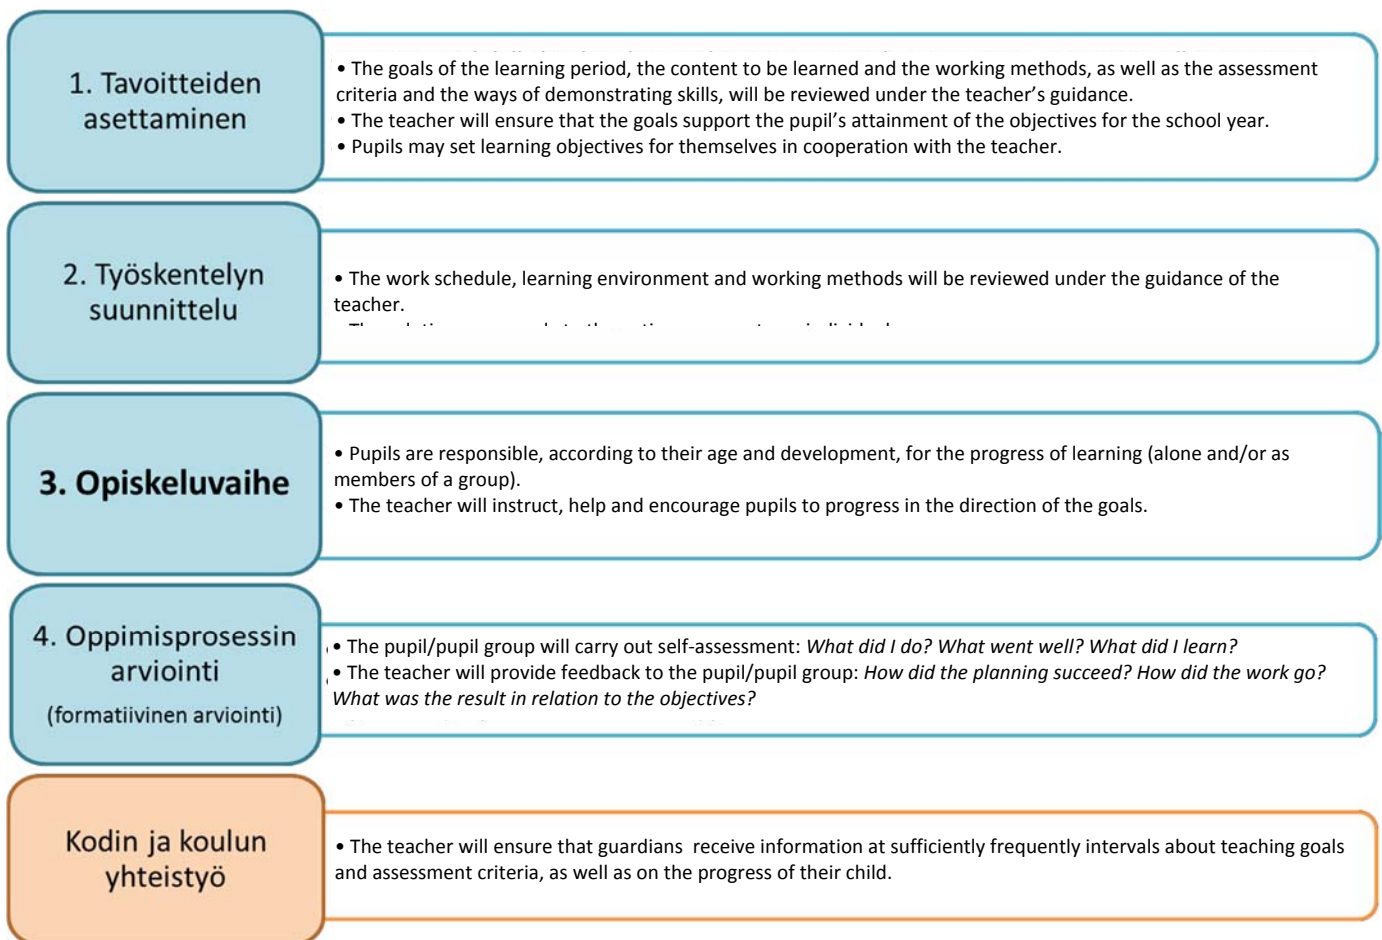 1. Tavoitteiden
asettaminen
• The goals of the learning period, the content to be learned and the working methods, as well as the assessment
criteria and the ways of demonstrating skills, will be reviewed under the teacher's guidance.
• The teacher will ensure that the goals support the pupil's attainment of the objectives for the school year.
• Pupils may set learning objectives for themselves in cooperation with the teacher.
2. Työskentelyn
suunnittelu
• The work schedule, learning environment and working methods will be reviewed under the guidance of the
teacher.
3. Opiskeluvaihe
• Pupils are responsible, according to their age and development, for the progress of learning (alone and/or as
members of a group).
• The teacher will instruct, help and encourage pupils to progress in the direction of the goals.
4. Oppimisprosessin
arviointi
(formatiivinen arviointi)
• The pupil/pupil group will carry out self-assessment: What did I do? What went well? What did I learn?
• The teacher will provide feedback to the pupil/pupil group: How did the planning succeed? How did the work go?
What was the result in relation to the objectives?
Kodin ja koulun
yhteistyö
• The teacher will ensure that guardians receive information at sufficiently frequently intervals about teaching goals
and assessment criteria, as well as on the progress of their child.